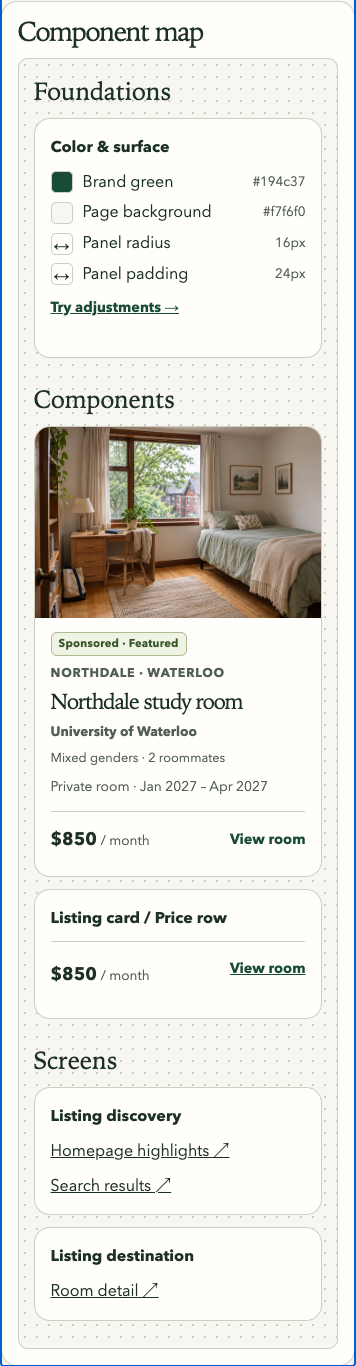 Component map
Foundations
Color & surface
Brand green #194c37
Page background #f7f6f0
↔ Panel radius 16px
↔ Panel padding 24px
Try adjustments →
Components
Sponsored · Featured
NORTHDALE · WATERLOO
Northdale study room
University of Waterloo
Mixed genders · 2 roommates
Private room · Jan 2027 – Apr 2027
$850 / month View room
Listing card / Price row
$850 / month View room
Screens
Listing discovery
Homepage highlights ↗
Search results ↗
Listing destination
Room detail ↗